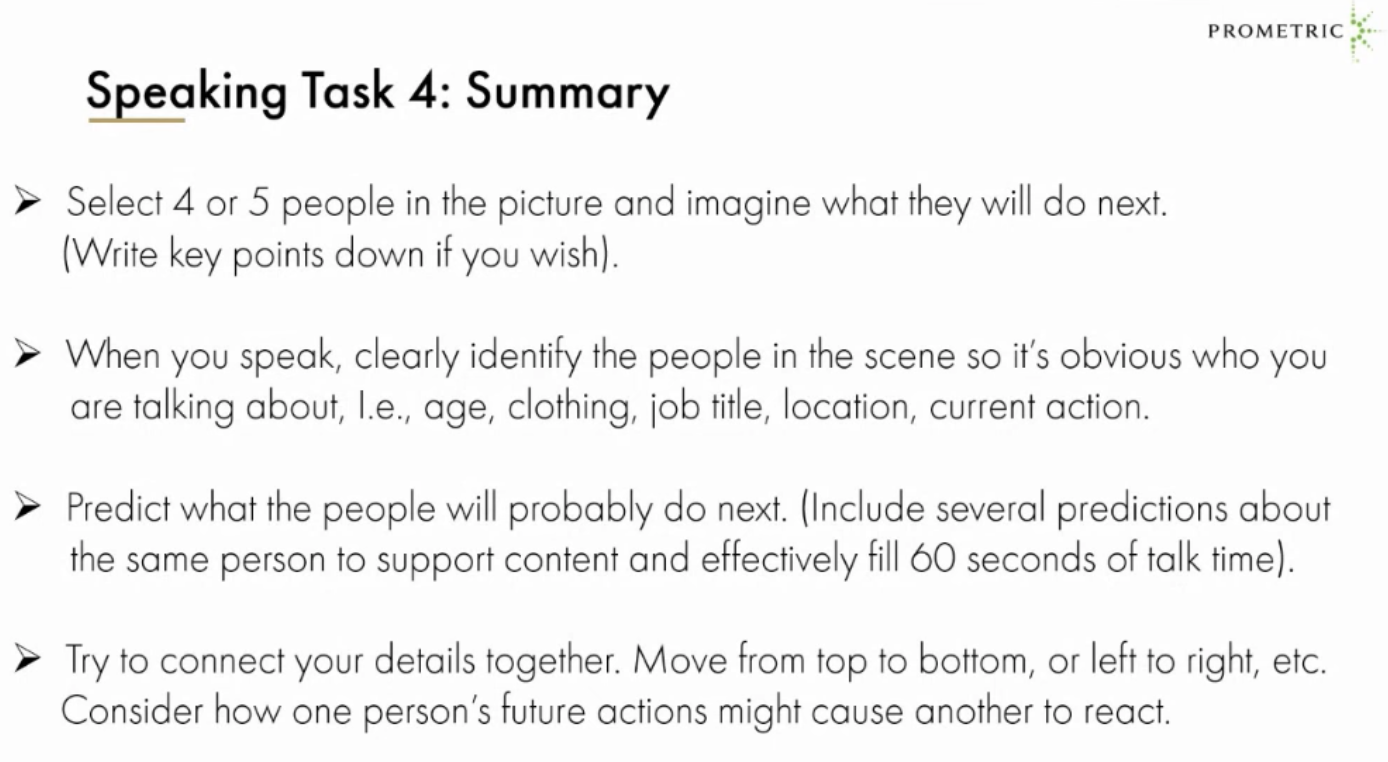 PROMETRIC
Speaking Task 4: Summary
➢ Select 4 or 5 people in the picture and imagine what they will do next.
(Write key points down if you wish).
➢ When you speak, clearly identify the people in the scene so it's obvious who you
are talking about, I.e., age, clothing, job title, location, current action.
➢ Predict what the people will probably do next. (Include several predictions about
the same person to support content and effectively fill 60 seconds of talk time).
➢ Try to connect your details together. Move from top to bottom, or left to right, etc.
Consider how one person's future actions might cause another to react.